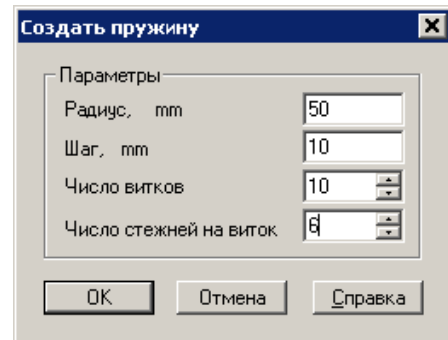 Создать пружину
Параметры
Радиус, mm 50
Шаг, mm 10
Число витков 10
Число стежней на виток 6
OK Отмена Справка